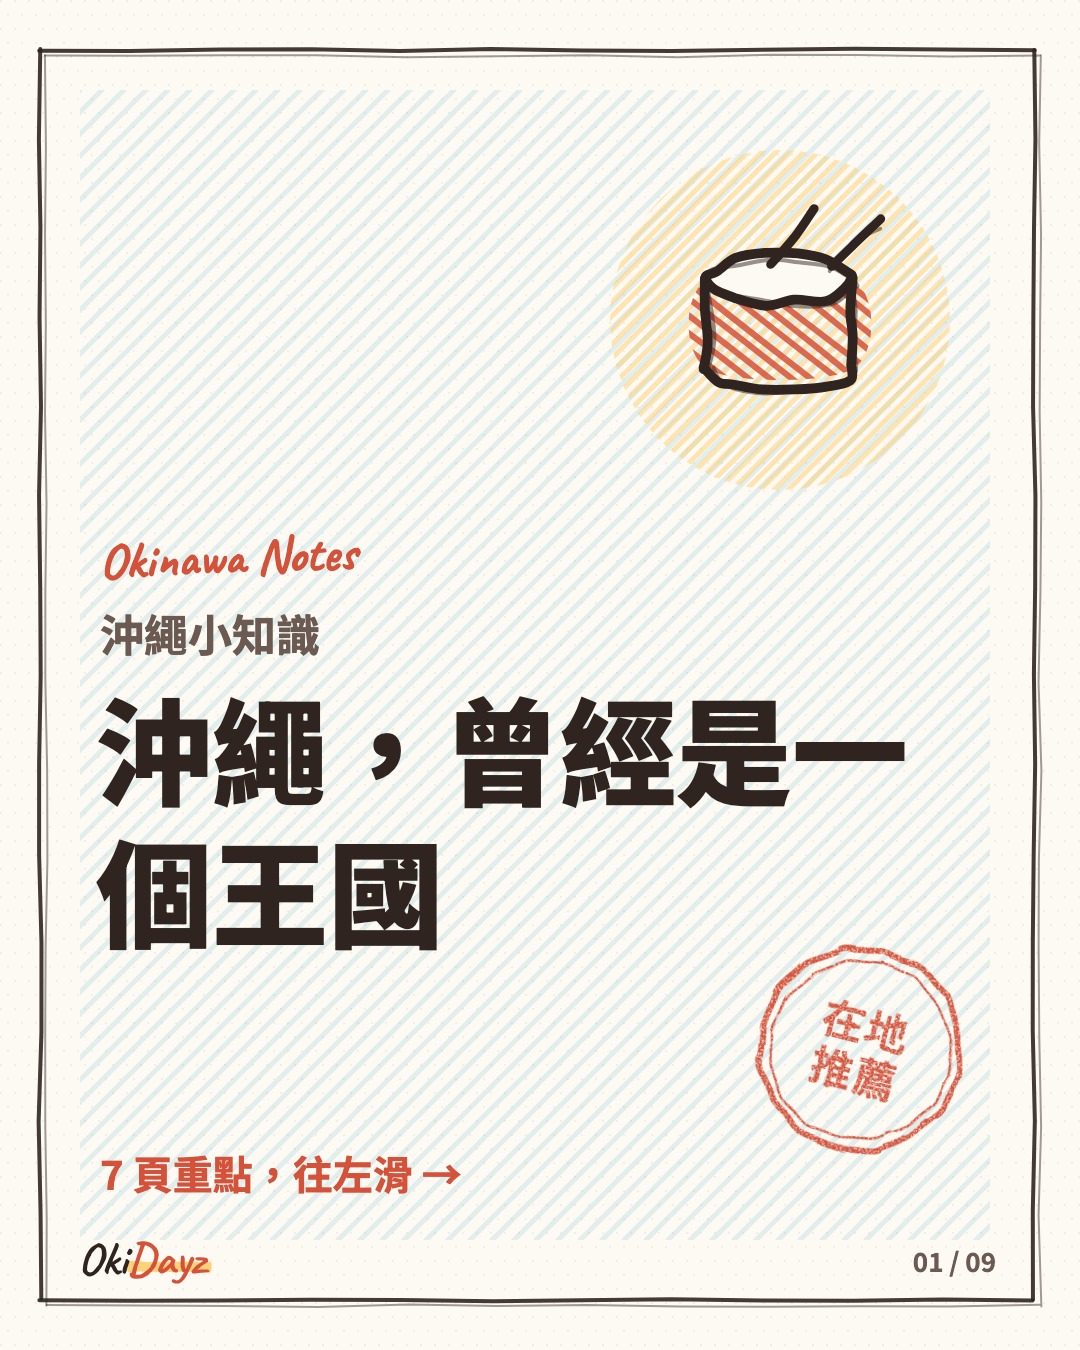 Okinawa Notes
沖繩小知識
沖繩，曾經是一
個王國
在地
推薦
7 頁重點，往左滑 →
OkiDayz
01 / 09